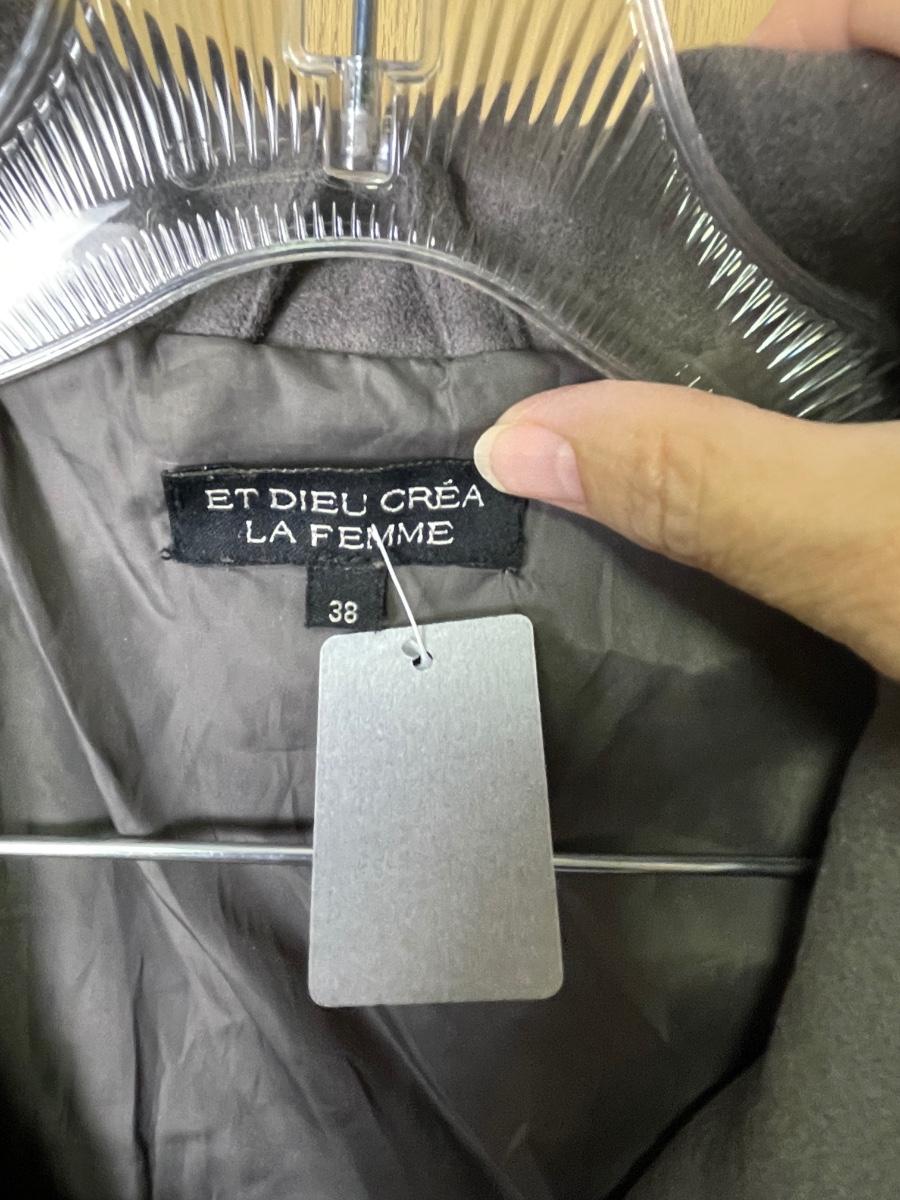 ET DIEU CRÉA
LA FEMME
38